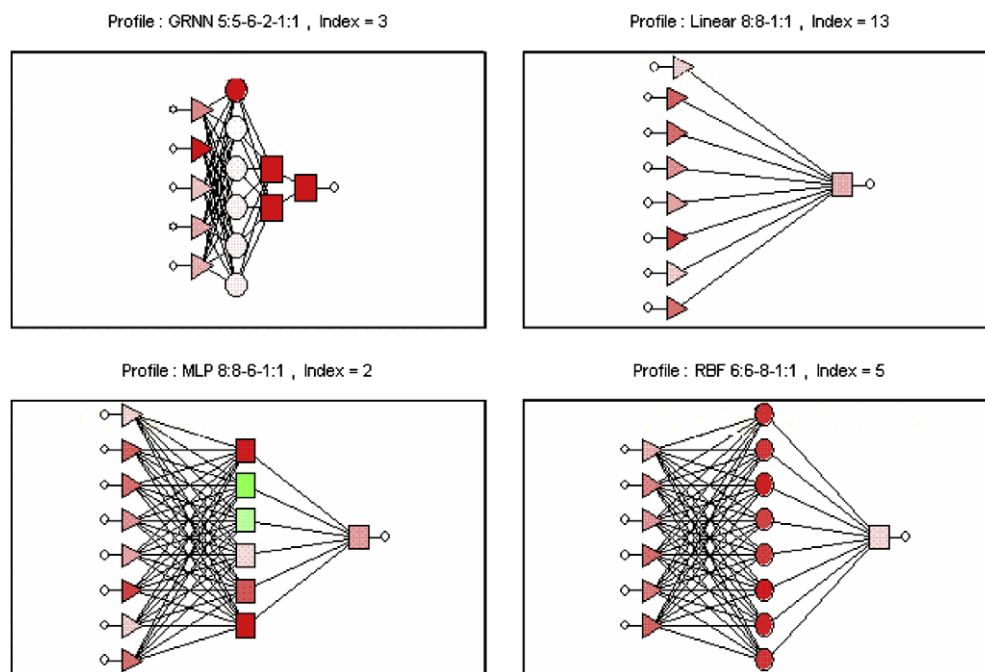 Profile : GRNN 5:5-6-2-1:1 , Index = 3
Profile : Linear 8:8-1:1 , Index = 13
Profile : MLP 8:8-6-1:1 , Index = 2
Profile : RBF 6:6-8-1:1 , Index = 5